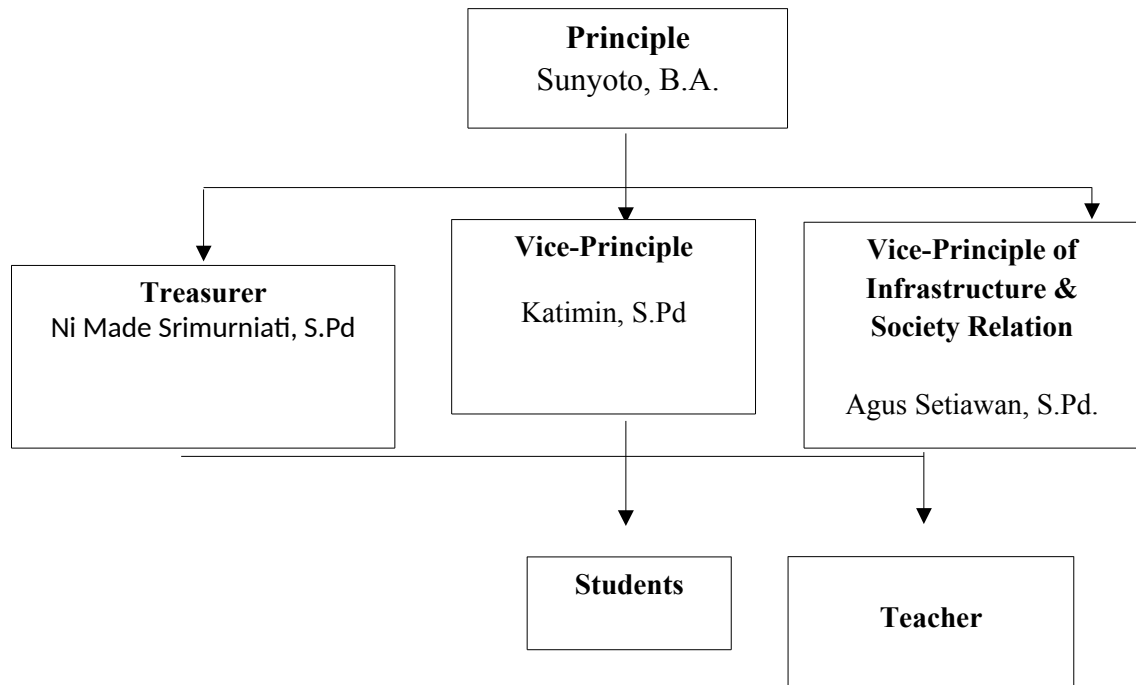 Principle
Sunyoto, B.A.
Treasurer
Ni Made Srimurniati, S.Pd
Vice-Principle
Katimin, S.Pd
Vice-Principle of
Infrastructure &
Society Relation
Agus Setiawan, S.Pd.
Students
Teacher